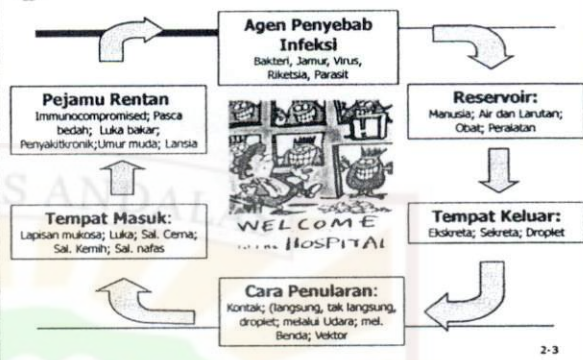 Agen Penyebab
Infeksi
Bakteri, Jamur, Virus,
Riketsia, Parasit
Reservoir:
Manusia; Air dan Larutan;
Obat; Peralatan
Tempat Keluar:
Ekskreta; Sekreta; Droplet
Cara Penularan:
Kontak; (langsung, tak langsung,
droplet; melalui Udara; mel.
Benda; Vektor
Tempat Masuk:
Lapisan mukosa; Luka; Sal. Cerna;
Sal. Kemih; Sal. nafas
Pejamu Rentan
Immunocompromised; Pasca
bedah; Luka bakar;
Penyakitkronik;Umur muda; Lansia
WELCOME
HOSPITAL
S ANDALA
2-3